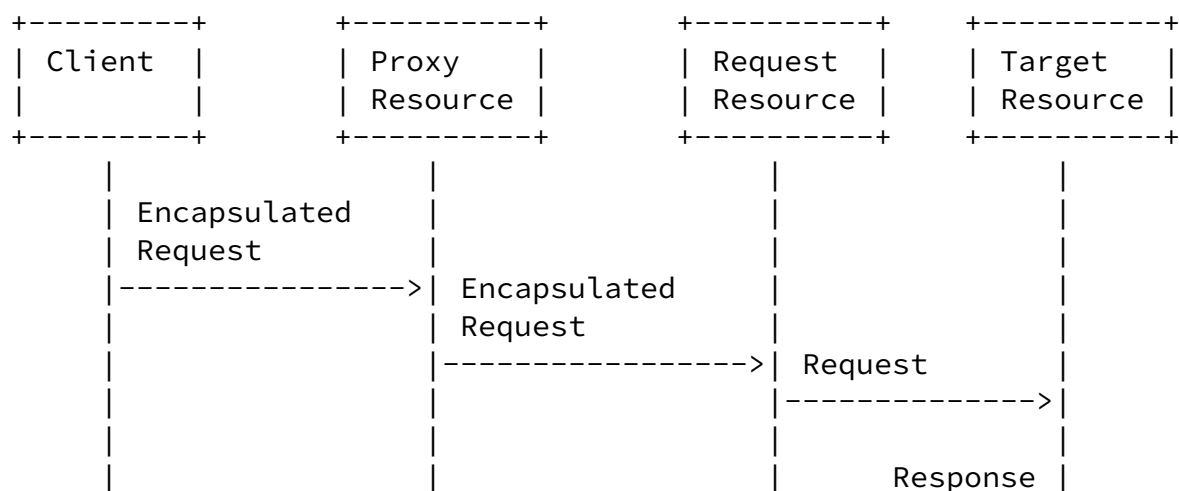 +---------+ +----------+ +----------+ +----------+
| Client | | Proxy | | Request | | Target |
| | | Resource | | Resource | | Resource |
+---------+ +----------+ +----------+ +----------+
| | | |
| Encapsulated | | |
| Request | | |
|---------------->| Encapsulated | |
| | Request | |
| |----------------->| Request |
| | |-------------->|
| | | |
| | | Response |